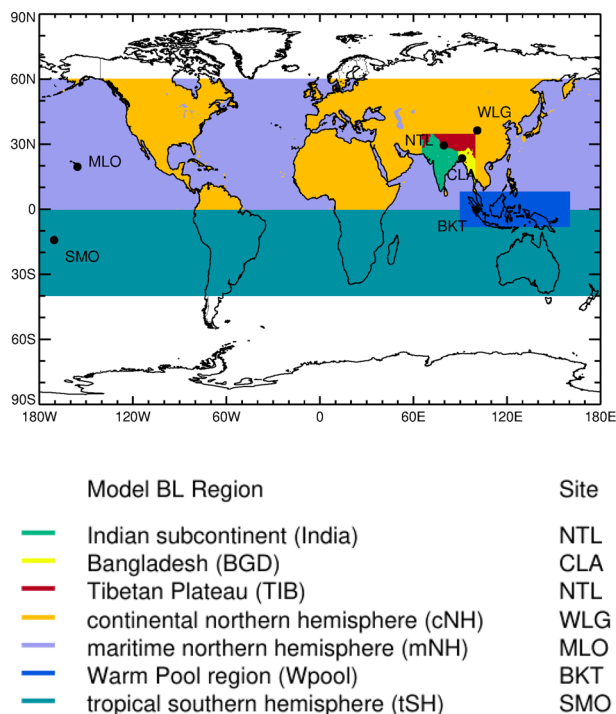 90N
60N
30N
0
30S
60S
90S
180W 120W 60W 0 60E 120E 180E
WLG
NTL
MLO
CLA
BKT
SMO
Model BL Region Site
Indian subcontinent (India) NTL
Bangladesh (BGD) CLA
Tibetan Plateau (TIB) NTL
continental northern hemisphere (cNH) WLG
maritime northern hemisphere (mNH) MLO
Warm Pool region (Wpool) BKT
tropical southern hemisphere (tSH) SMO